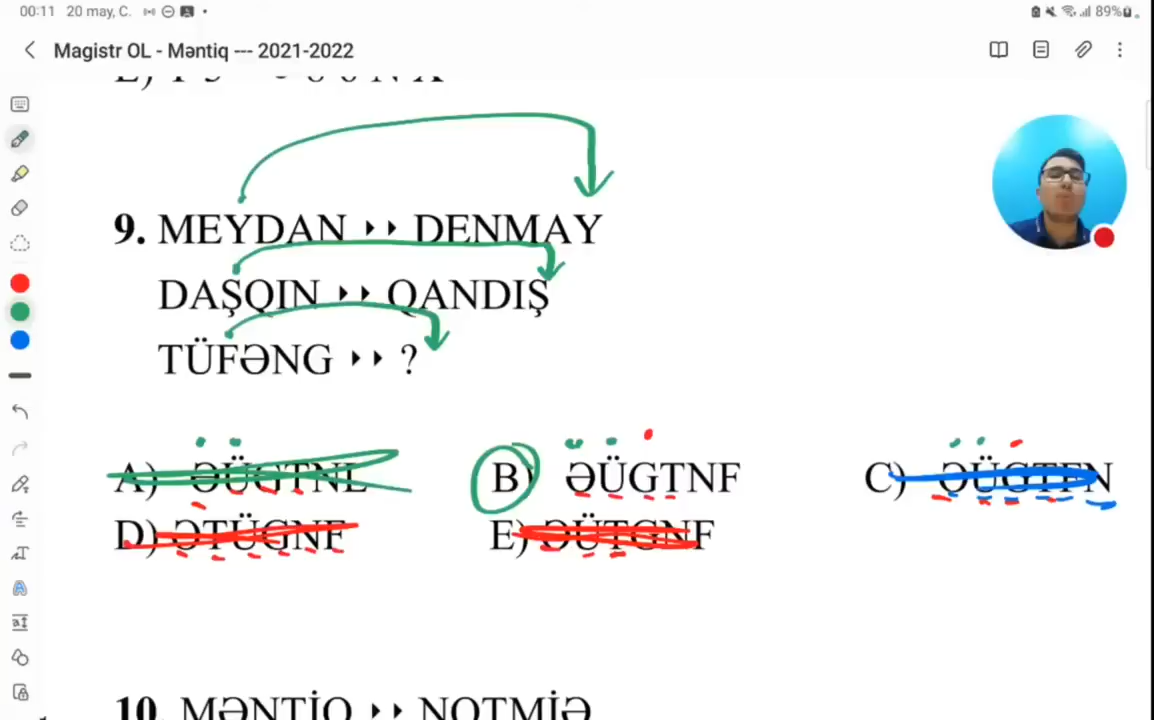 00:11 20 may, C.
89%
Magistr OL - Məntiq --- 2021-2022
9. MEYDAN ‣‣ DENMAY
DAŞQIN ‣‣ QANDIŞ
TÜFƏNG ‣‣ ?
A) ƏÜGTNL B) ƏÜGTNF C) ƏÜGTFN
D) ƏTÜGNF E) ƏÜTGNF
10. MƏNTİQ ‣‣ NQTMİƏ